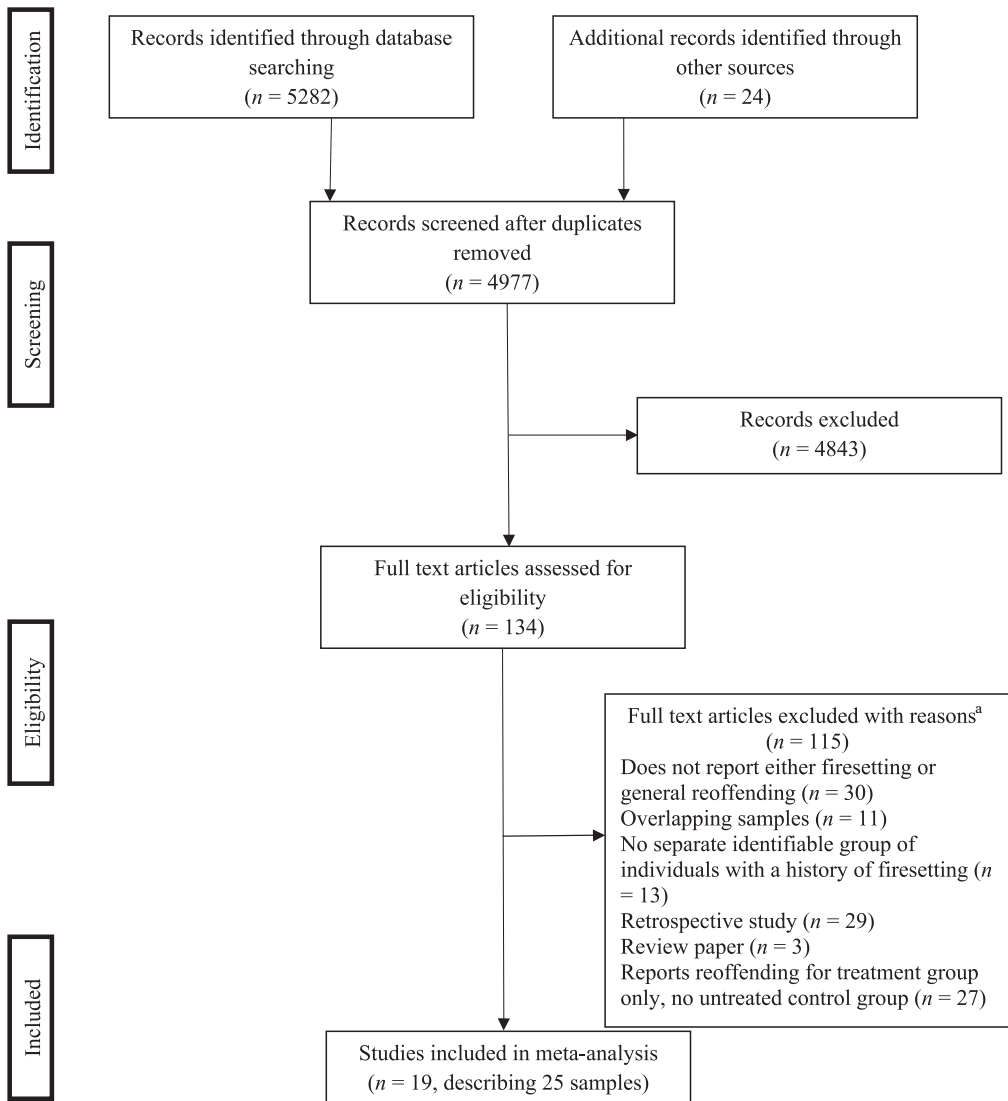 Identification
Records identified through database
searching
(n = 5282)
Additional records identified through
other sources
(n = 24)
Records screened after duplicates
removed
(n = 4977)
Screening
Records excluded
(n = 4843)
Full text articles assessed for
eligibility
(n = 134)
Eligibility
Full text articles excluded with reasonsᵃ
(n = 115)
Does not report either firesetting or
general reoffending (n = 30)
Overlapping samples (n = 11)
No separate identifiable group of
individuals with a history of firesetting (n
= 13)
Retrospective study (n = 29)
Review paper (n = 3)
Reports reoffending for treatment group
only, no untreated control group (n = 27)
Included
Studies included in meta-analysis
(n = 19, describing 25 samples)